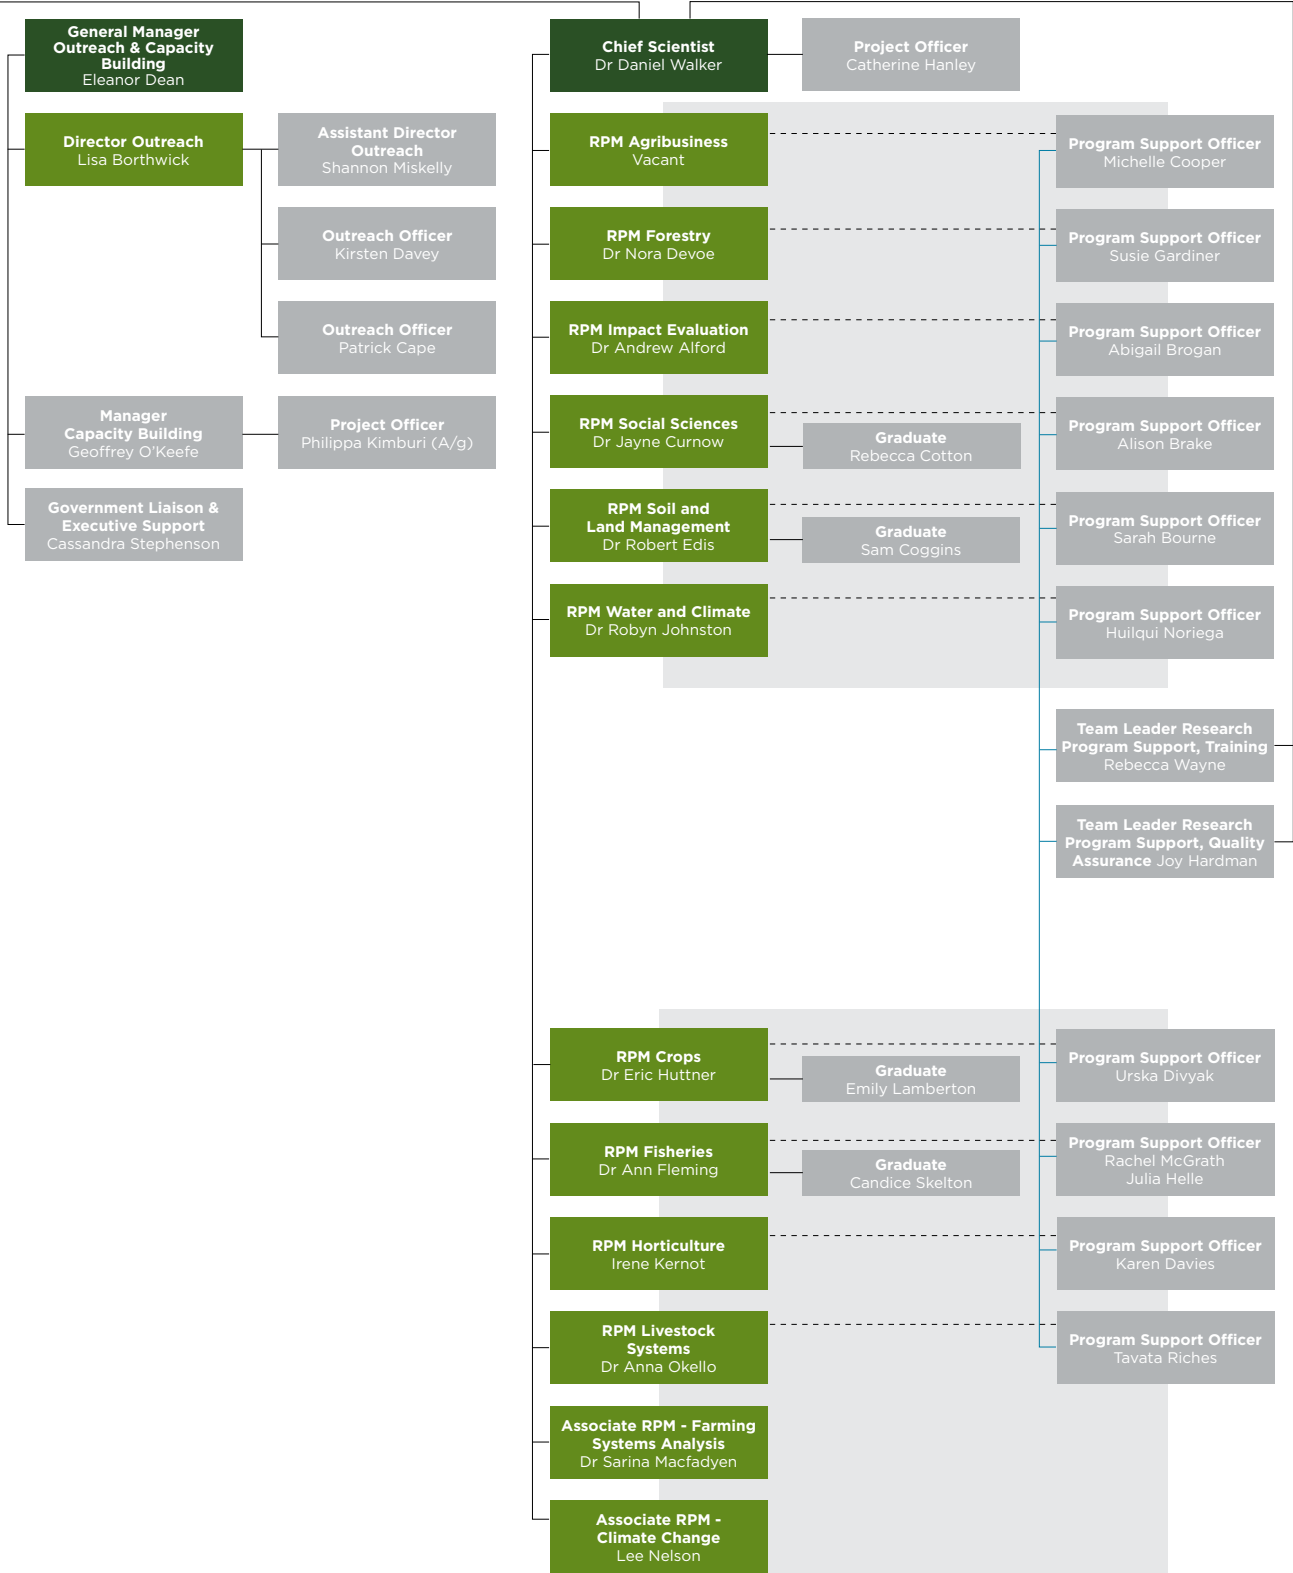 General Manager
Outreach & Capacity
Building
Eleanor Dean
Director Outreach
Lisa Borthwick
Assistant Director
Outreach
Shannon Miskelly
Outreach Officer
Kirsten Davey
Outreach Officer
Patrick Cape
Manager
Capacity Building
Geoffrey O'Keefe
Project Officer
Philippa Kimburi (A/g)
Government Liaison &
Executive Support
Cassandra Stephenson
Chief Scientist
Dr Daniel Walker
Project Officer
Catherine Hanley
RPM Agribusiness
Vacant
Program Support Officer
Michelle Cooper
RPM Forestry
Dr Nora Devoe
Program Support Officer
Susie Gardiner
RPM Impact Evaluation
Dr Andrew Alford
Program Support Officer
Abigail Brogan
RPM Social Sciences
Dr Jayne Curnow
Graduate
Rebecca Cotton
Program Support Officer
Alison Brake
RPM Soil and
Land Management
Dr Robert Edis
Graduate
Sam Coggins
Program Support Officer
Sarah Bourne
RPM Water and Climate
Dr Robyn Johnston
Program Support Officer
Huilqui Noriega
Team Leader Research
Program Support, Training
Rebecca Wayne
Team Leader Research
Program Support, Quality
Assurance Joy Hardman
RPM Crops
Dr Eric Huttner
Graduate
Emily Lamberton
Program Support Officer
Urska Divyak
RPM Fisheries
Dr Ann Fleming
Graduate
Candice Skelton
Program Support Officer
Rachel McGrath
Julia Helle
RPM Horticulture
Irene Kernot
Program Support Officer
Karen Davies
RPM Livestock
Systems
Dr Anna Okello
Program Support Officer
Tavata Riches
Associate RPM - Farming
Systems Analysis
Dr Sarina Macfadyen
Associate RPM -
Climate Change
Lee Nelson